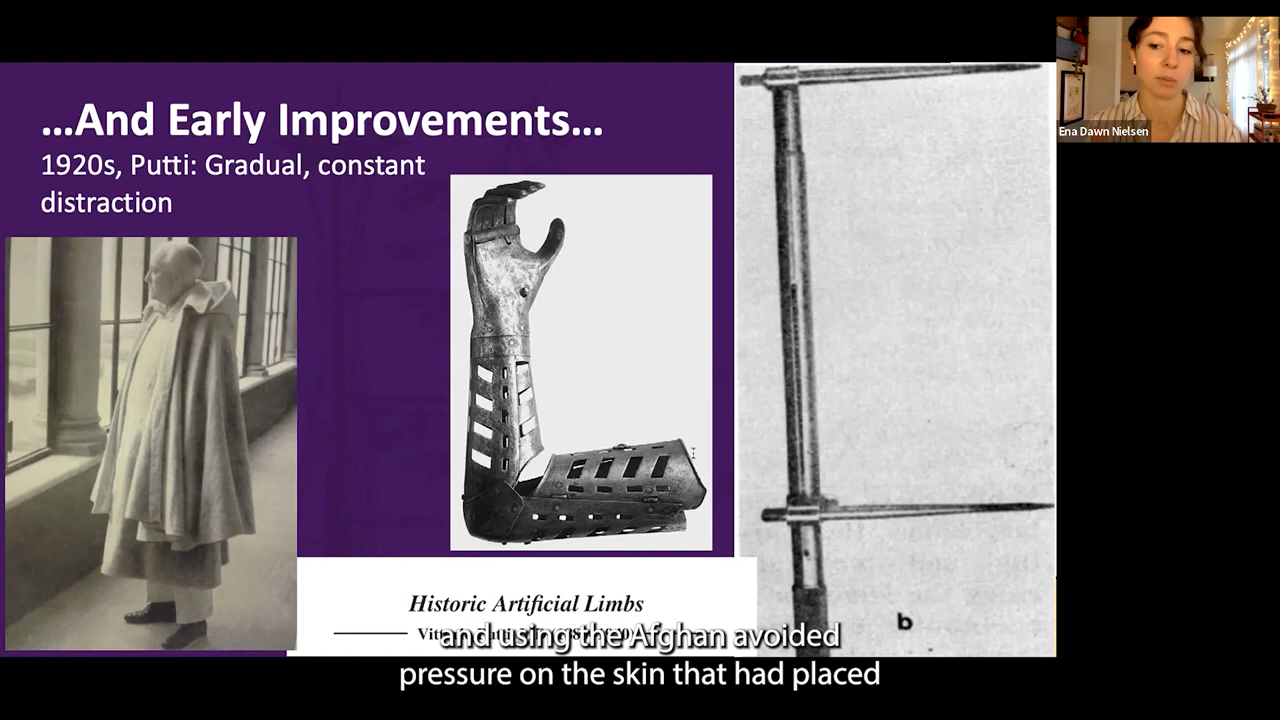 ...And Early Improvements...
1920s, Putti: Gradual, constant
distraction
Ena Dawn Nielsen
b
Historic Artificial Limbs
and using the Afghan avoided
pressure on the skin that had placed